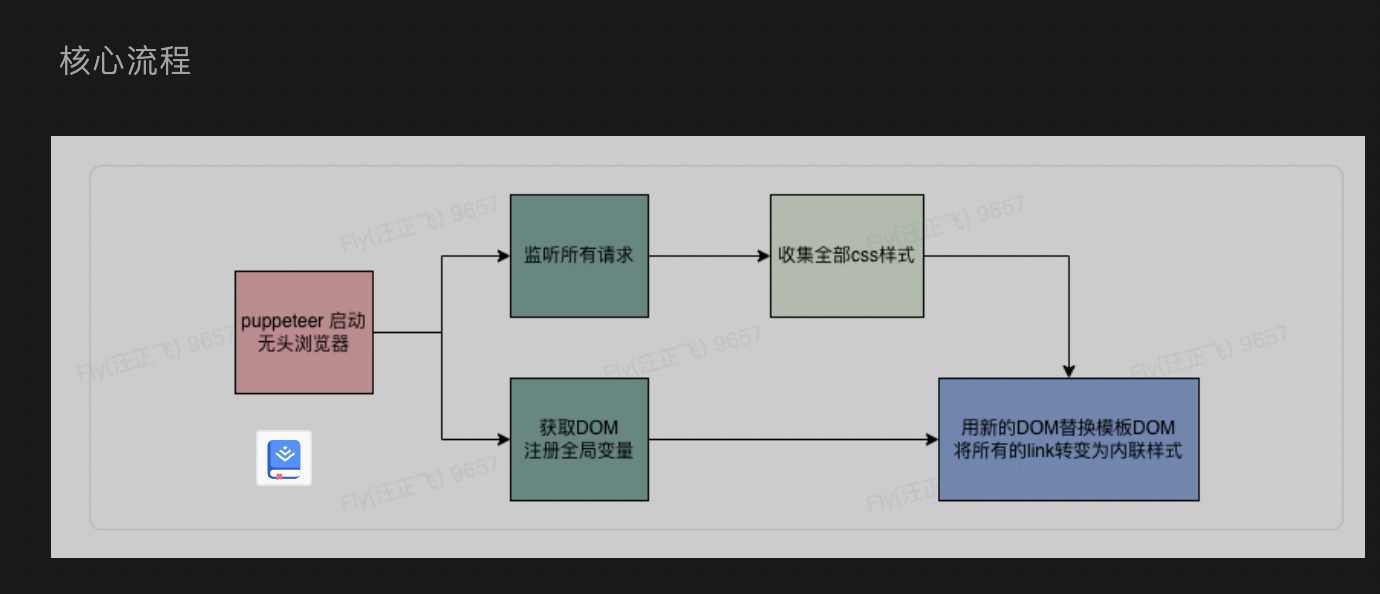 核心流程
监听所有请求
收集全部css样式
puppeteer 启动
无头浏览器
获取DOM
注册全局变量
用新的DOM替换模板DOM
将所有的link转变为内联样式
Fly(汪正飞) 9657
Fly(汪正飞) 9657
Fly(汪正飞) 9657
Fly(汪正飞) 9657
Fly(汪正飞) 9657
Fly(汪正飞) 9657
Fly(汪正飞) 9657